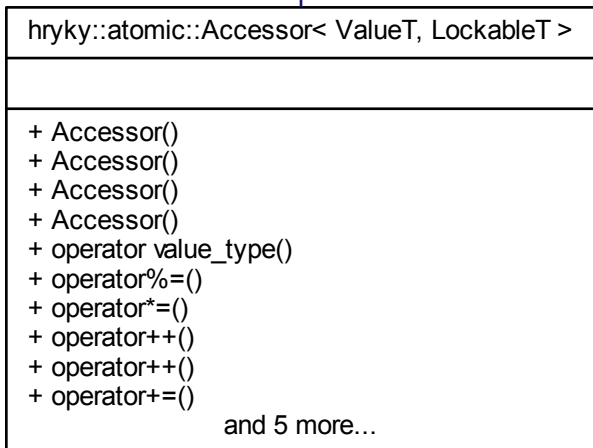 hryky::atomic::Accessor< ValueT, LockableT >
+ Accessor()
+ Accessor()
+ Accessor()
+ Accessor()
+ operator value_type()
+ operator%=()
+ operator*=()
+ operator++()
+ operator++()
+ operator+=()
and 5 more...